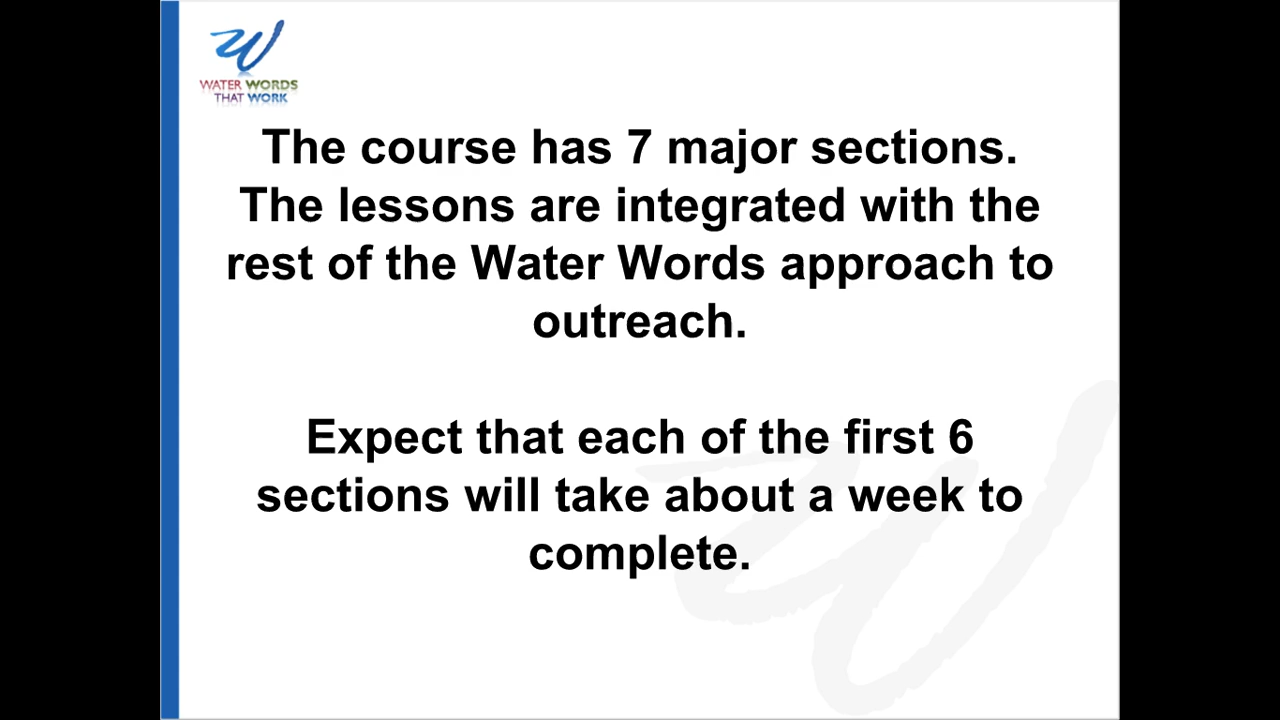 WATER WORDS
THAT WORK
The course has 7 major sections.
The lessons are integrated with the
rest of the Water Words approach to
outreach.
Expect that each of the first 6
sections will take about a week to
complete.